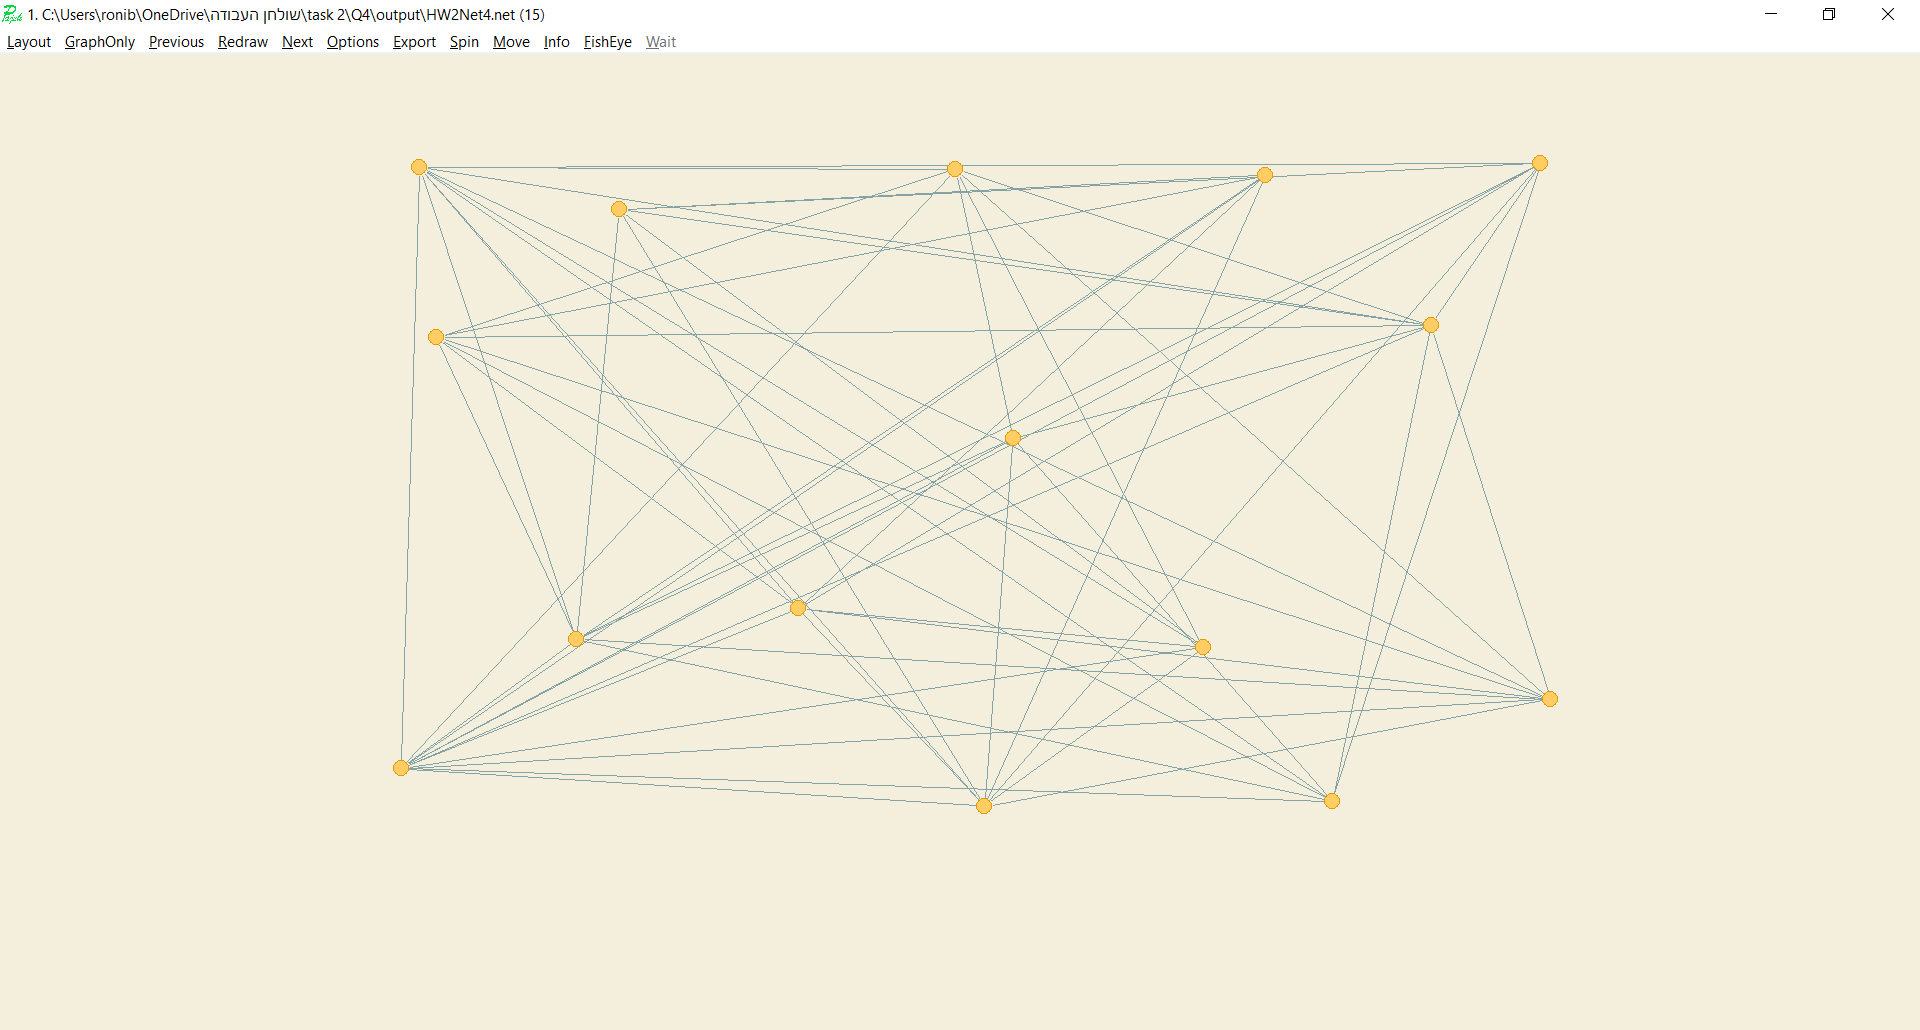 1. C:\Users\ronib\OneDrive\שולחן העבודה\task 2\Q4\output\HW2Net4.net (15)
Layout GraphOnly Previous Redraw Next Options Export Spin Move Info FishEye Wait